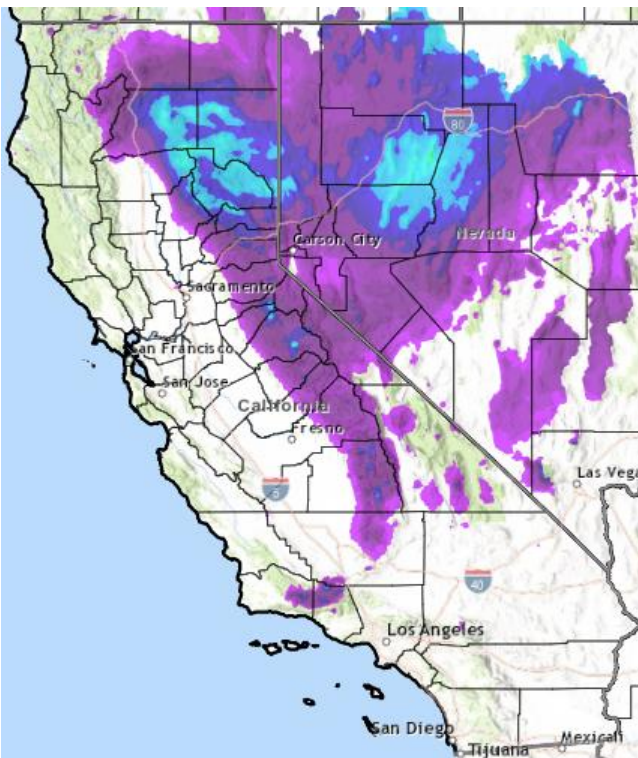 80
Carson City
Nevada
Sacramento
San Francisco
San Jose
California
Fresno
5
Las Vega
40
Los Angeles
San Diego
Mexicali
Tijuana